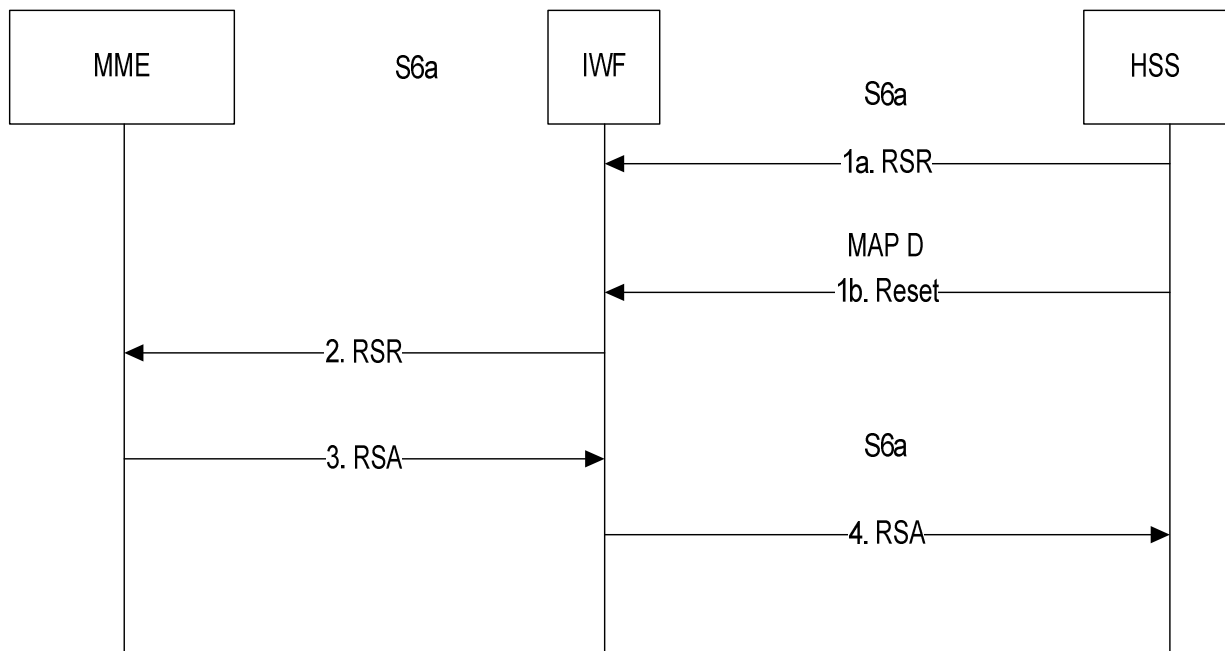 MME
S6a
IWF
HSS
S6a
1a. RSR
MAP D
1b. Reset
2. RSR
3. RSA
S6a
4. RSA